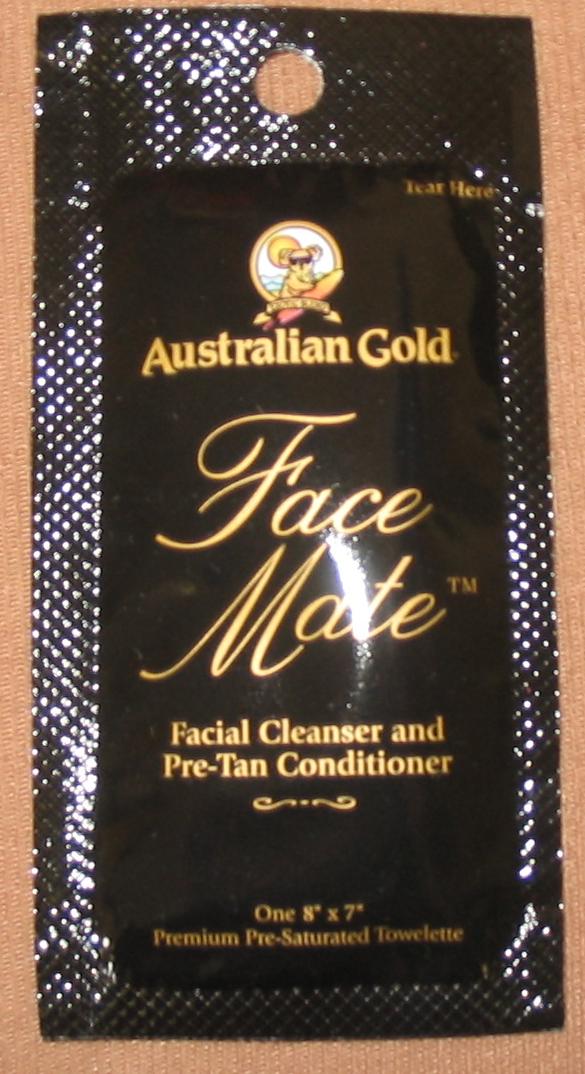 Tear Here
Australian Gold
Face
Mate™
Facial Cleanser and
Pre-Tan Conditioner
One 8" x 7"
Premium Pre-Saturated Towelette